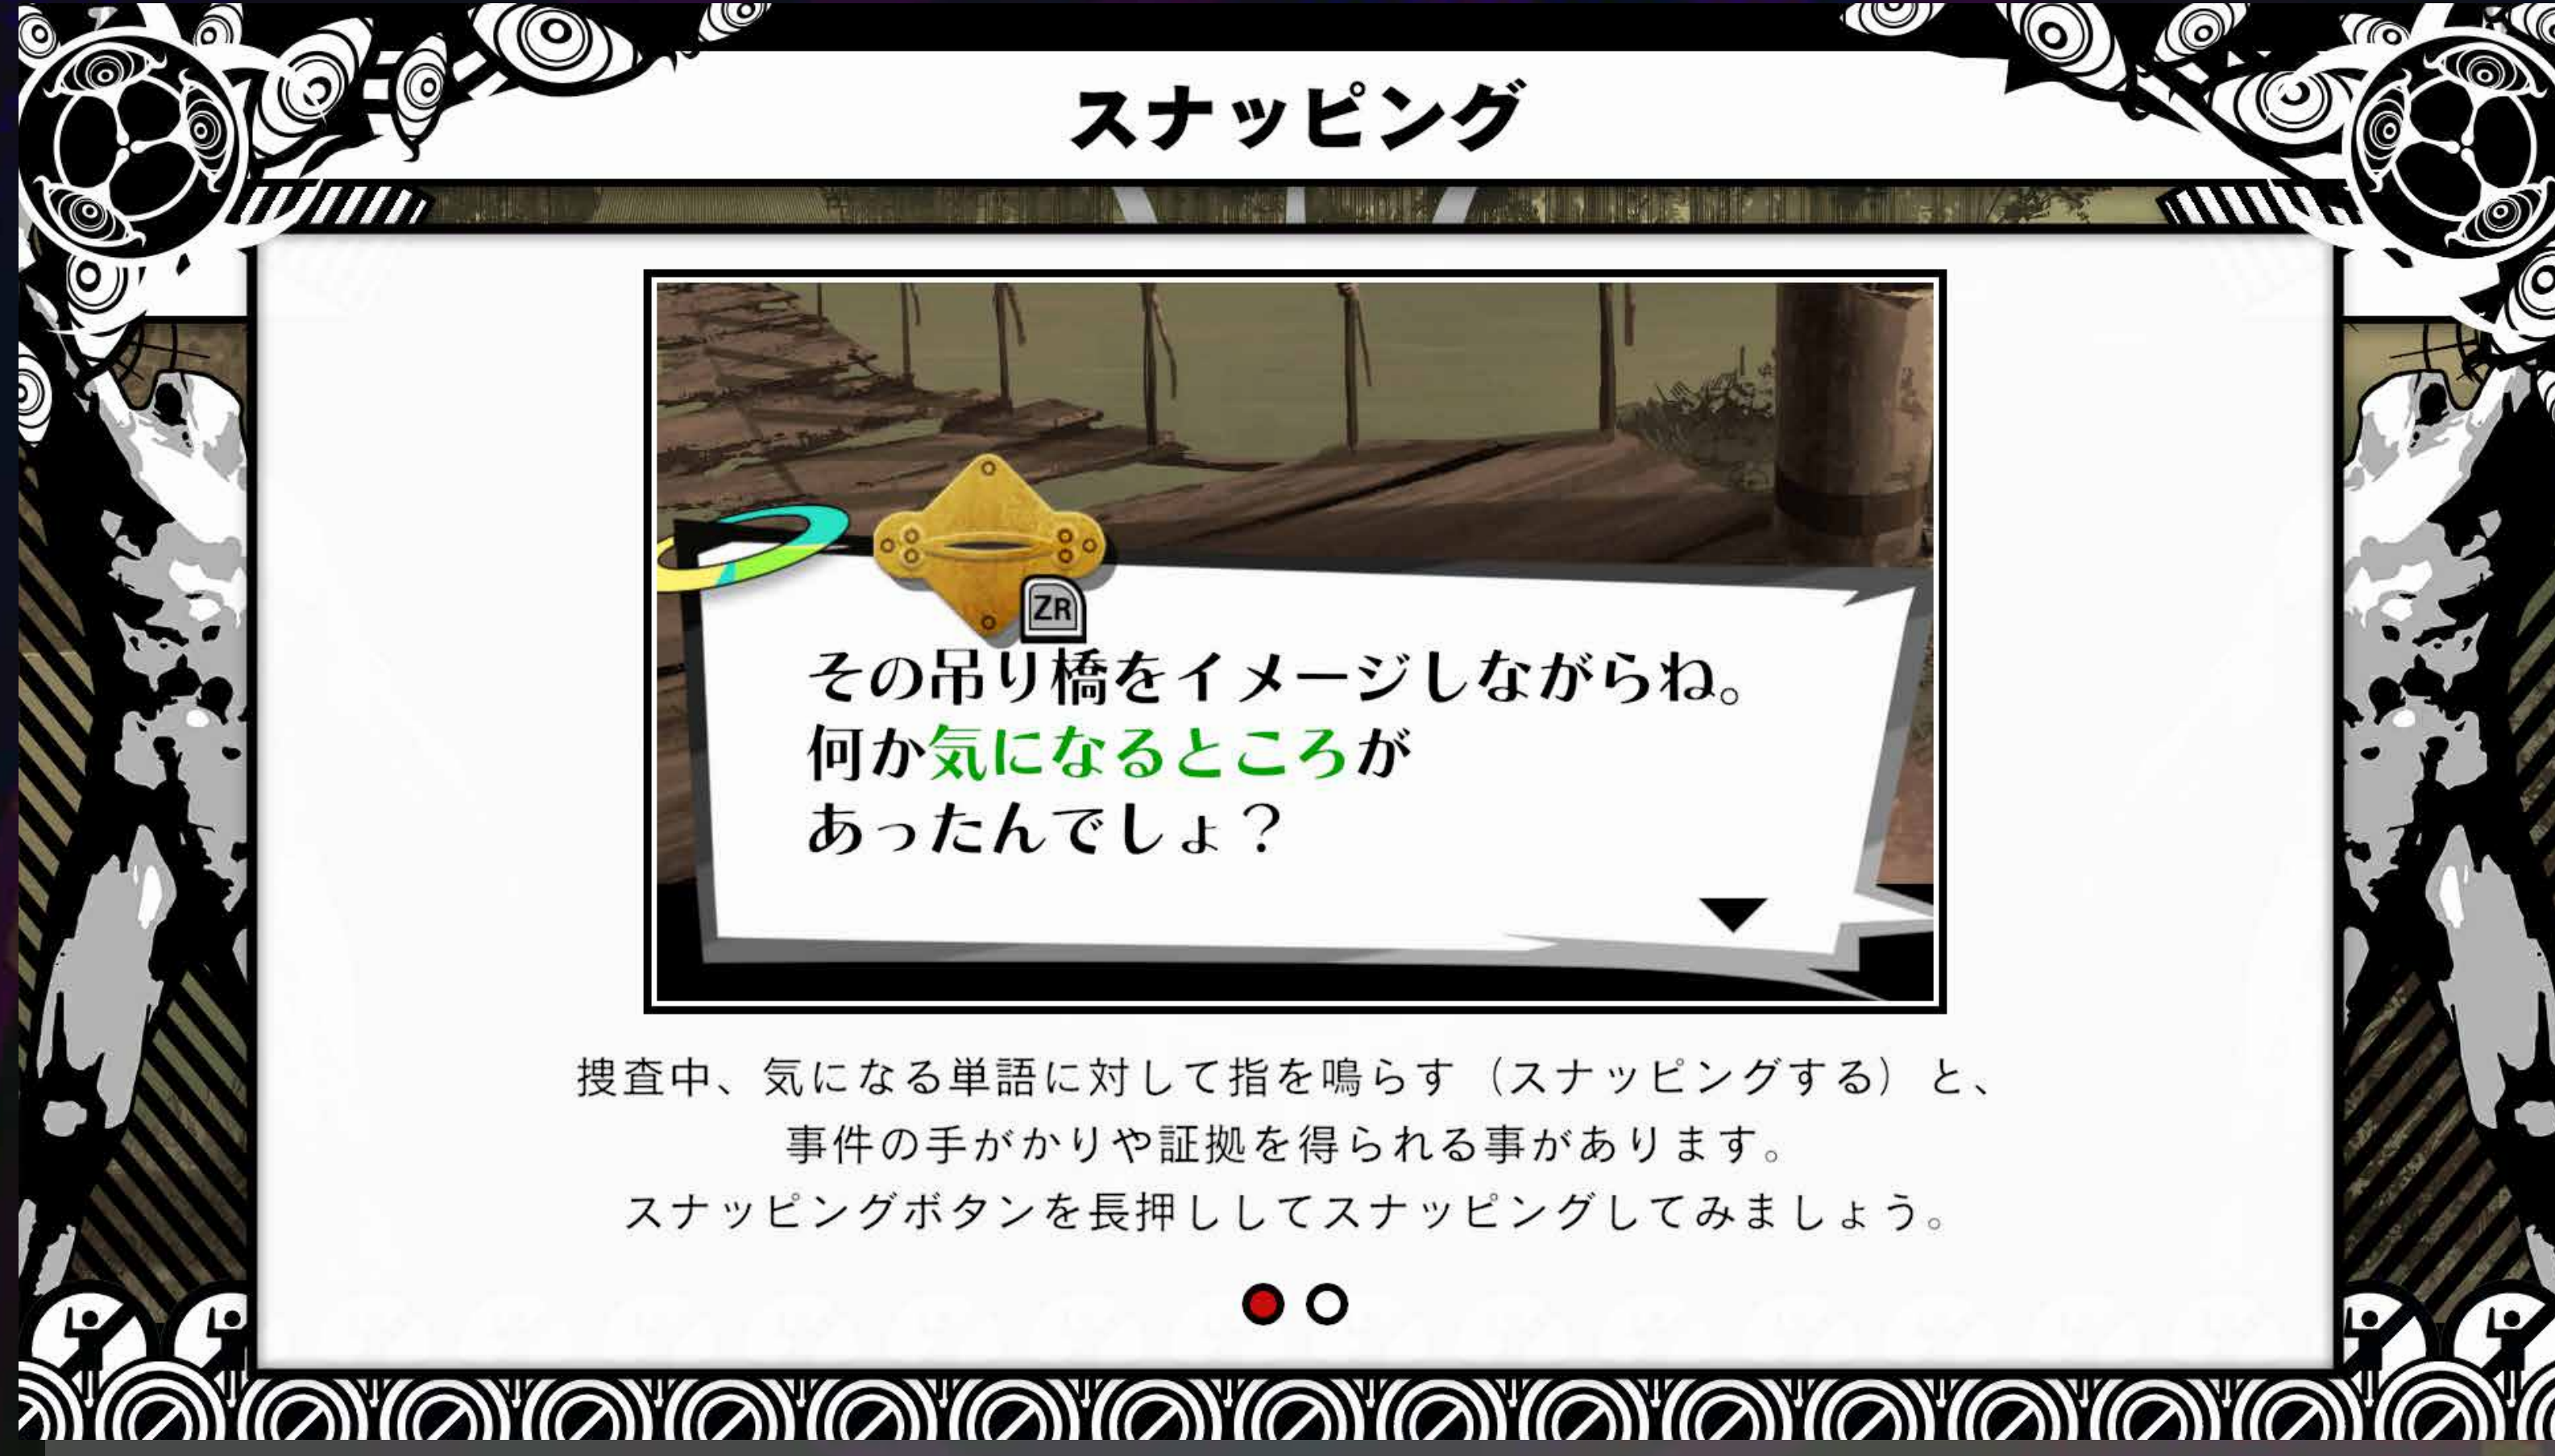 スナッピング
ZR
その吊り橋をイメージしながらね。
何か気になるところが
あったんでしょ？
捜査中、気になる単語に対して指を鳴らす（スナッピングする）と、
事件の手がかりや証拠を得られる事があります。
スナッピングボタンを長押ししてスナッピングしてみましょう。